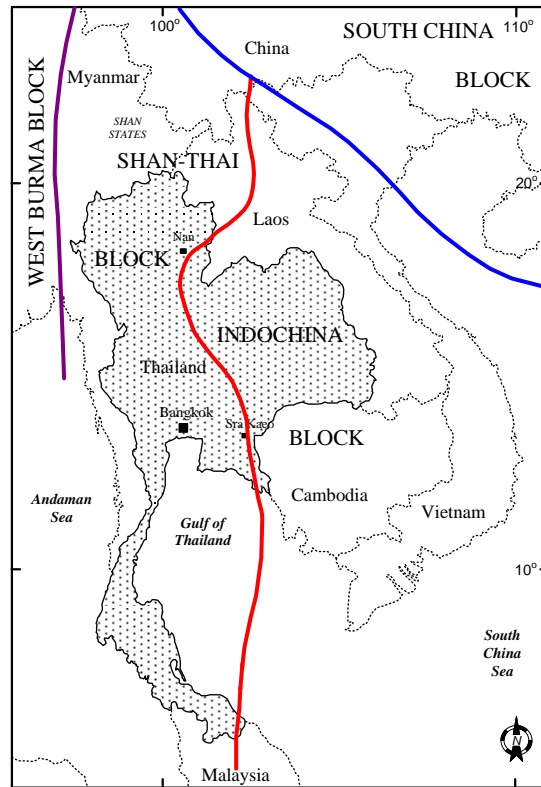 100°
110°
SOUTH CHINA
BLOCK
China
Myanmar
WEST BURMA BLOCK
SHAN
STATES
SHAN-THAI
BLOCK
20°
Laos
Nan
INDOCHINA
BLOCK
Thailand
Bangkok
Sra Kaeo
Cambodia
Vietnam
Andaman
Sea
Gulf of
Thailand
10°
South
China
Sea
N
Malaysia